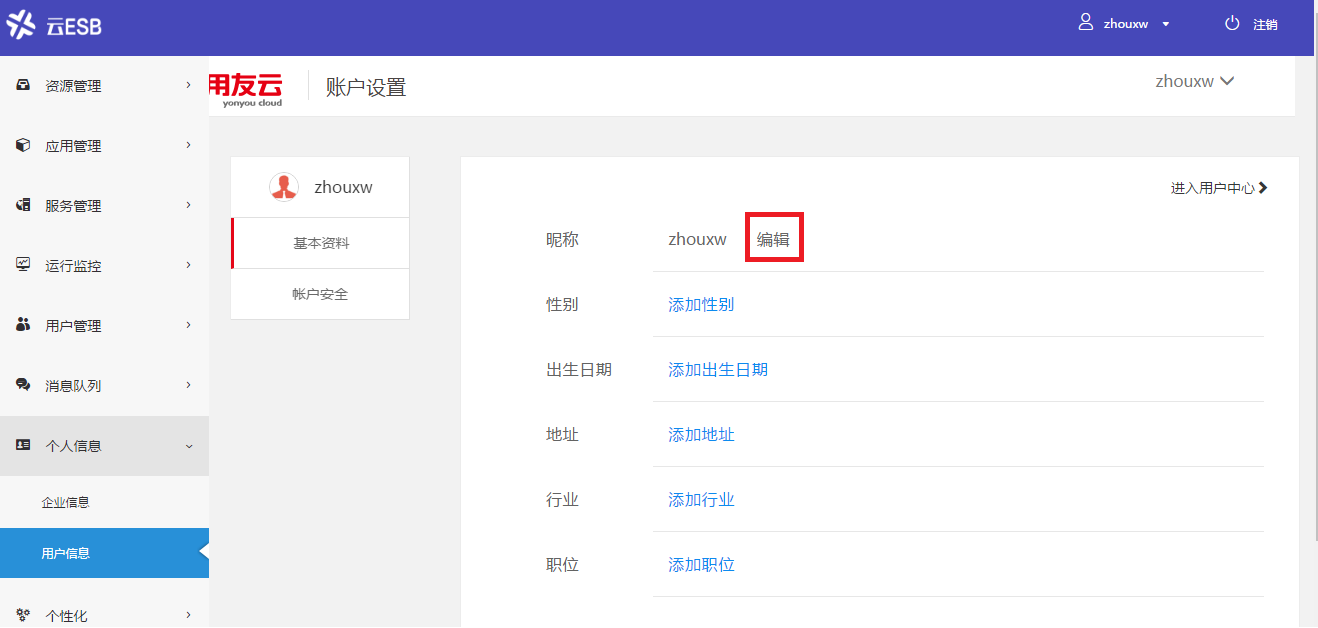 云ESB
zhouxw
注销
资源管理
应用管理
服务管理
运行监控
用户管理
消息队列
个人信息
企业信息
用户信息
个性化
用友云
yonyou cloud
账户设置
zhouxw
zhouxw
基本资料
帐户安全
进入用户中心
昵称 zhouxw 编辑
性别 添加性别
出生日期 添加出生日期
地址 添加地址
行业 添加行业
职位 添加职位